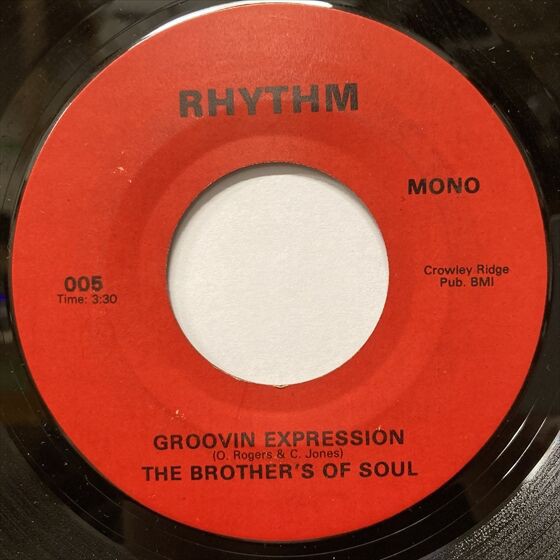 RHYTHM
MONO
005
Time: 3:30
Crowley Ridge
Pub. BMI
GROOVIN EXPRESSION
(O. Rogers & C. Jones)
THE BROTHER'S OF SOUL